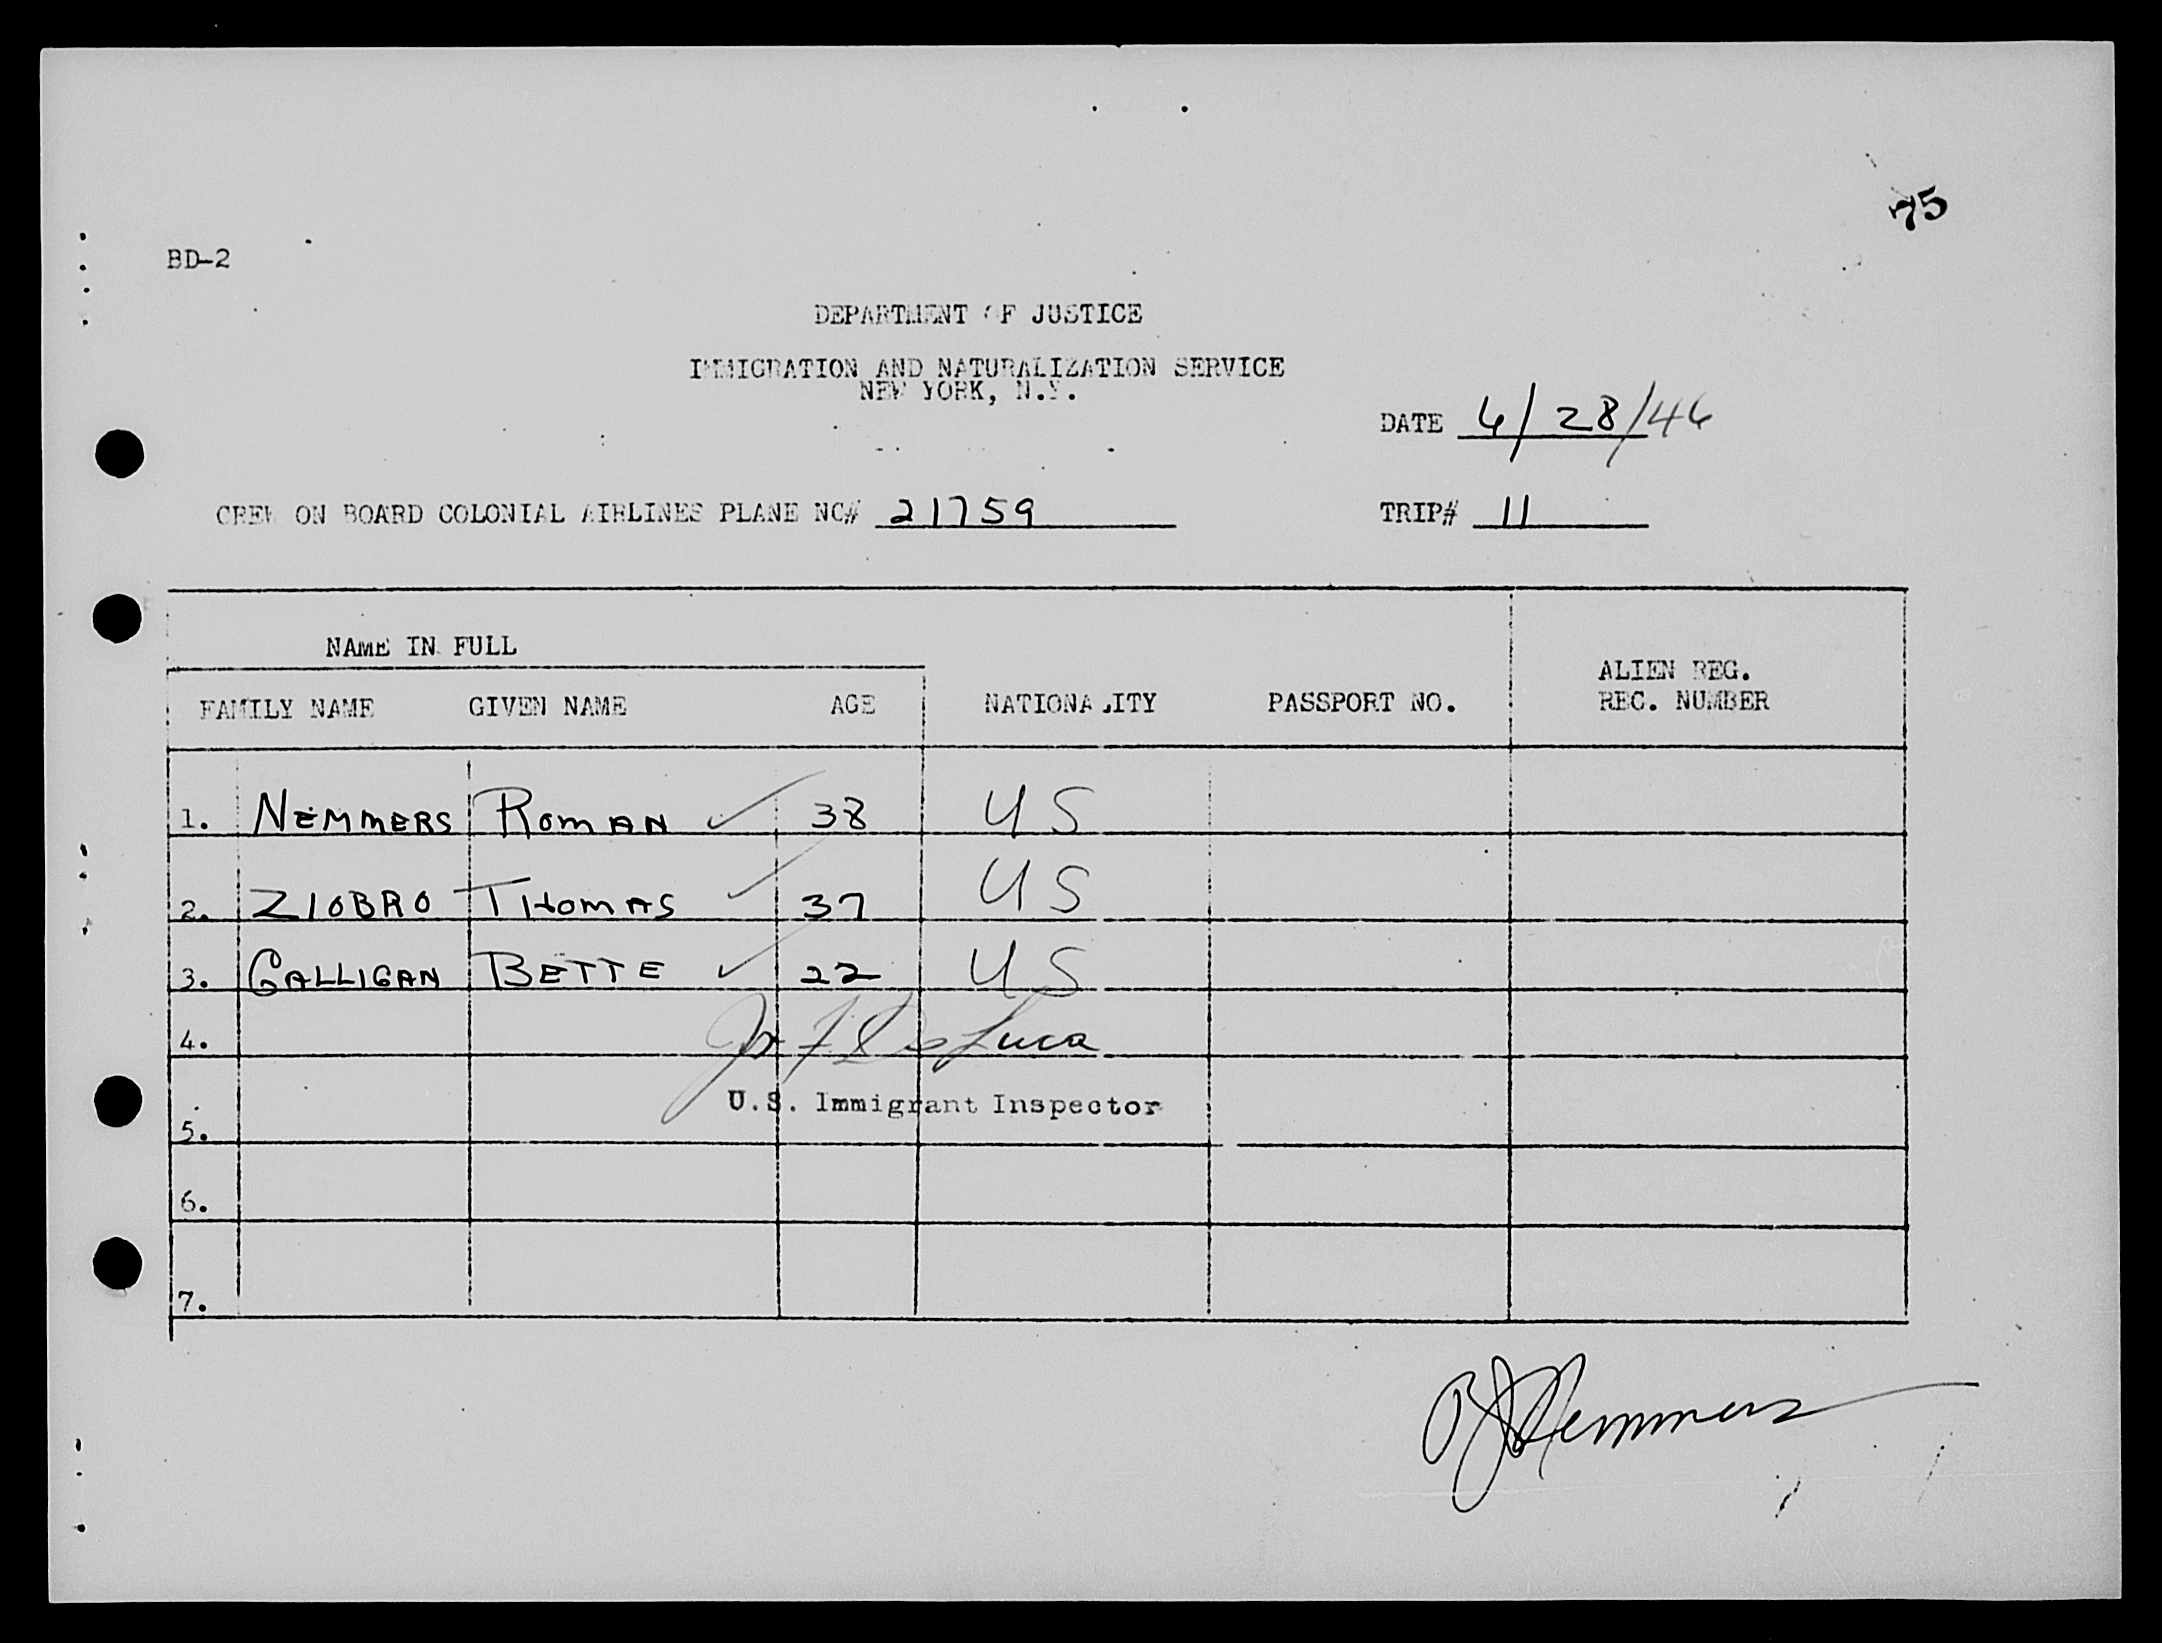 75
BD-2
DEPARTMENT OF JUSTICE
IMMIGRATION AND NATURALIZATION SERVICE
NEW YORK, N.Y.
DATE 6/28/46
CREW ON BOARD COLONIAL AIRLINES PLANE NC# 21759 TRIP# 11
NAME IN FULL
FAMILY NAME GIVEN NAME AGE NATIONALITY PASSPORT NO. ALIEN REG. REC. NUMBER
1. NEMMERS ROMAN ✓ 38 US
2. ZIOBRO THOMAS ✓ 37 US
3. GALLIGAN BETTE ✓ 22 US
4. De Luca
U.S. Immigrant Inspector
5.
6.
7.
Nemmers